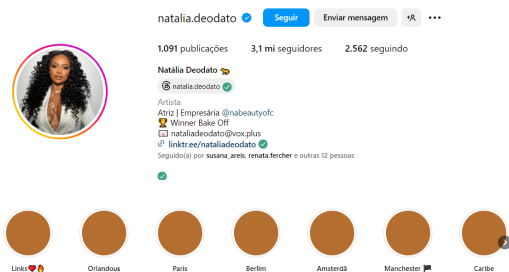 natalia.deodato
Seguir
Enviar mensagem
1.091 publicações
3,1 mi seguidores
2.562 seguindo
Natália Deodato 🐆
natalia.deodato
Artista
Atriz | Empresária @nabeautyofc
🏆 Winner Bake Off
📧 nataliadeodato@vox.plus
linktr.ee/nataliadeodato
Seguido(a) por susana_areis, renata.fercher e outras 12 pessoas
Links❤️🔥
Orlandous
Paris
Berlim
Amsterdã
Manchester 🏴
Caribe